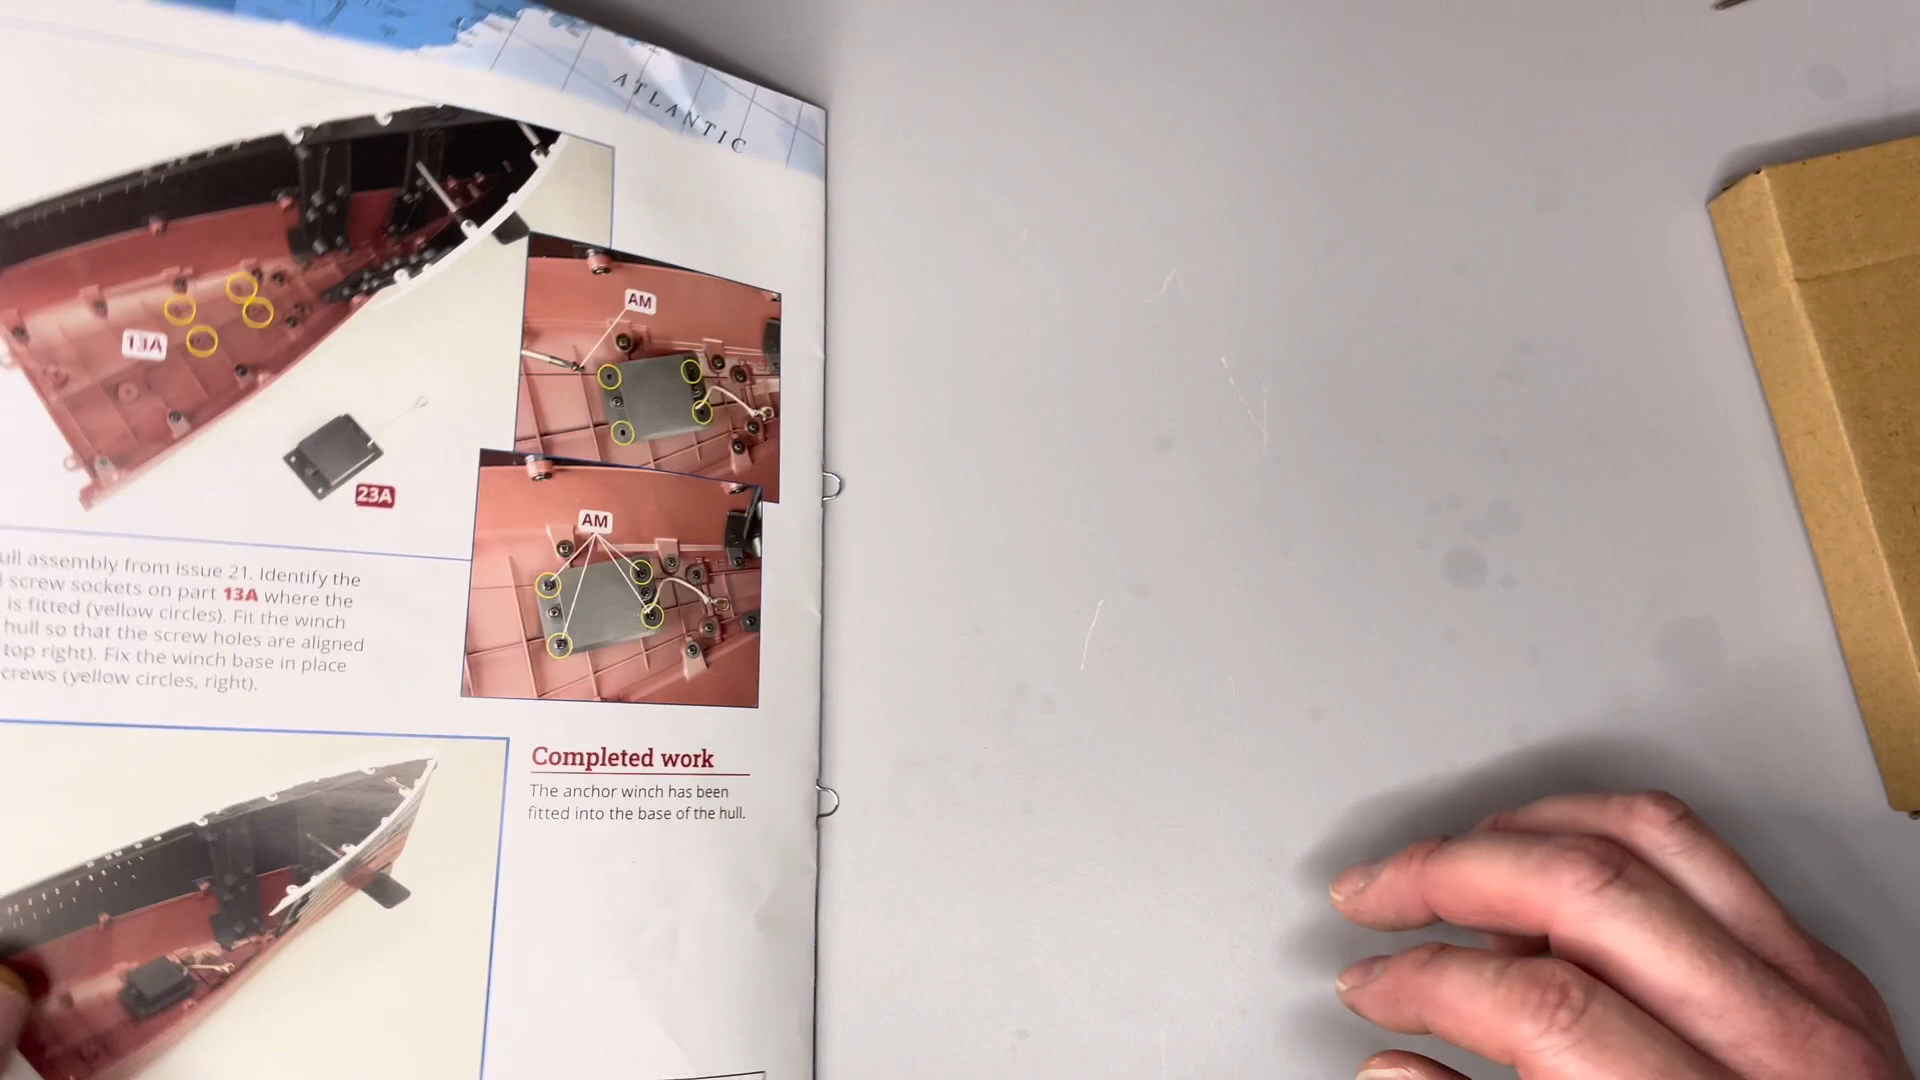 ATLANTIC
AM
13A
23A
AM
ull assembly from issue 21. Identify the
screw sockets on part 13A where the
is fitted (yellow circles). Fit the winch
hull so that the screw holes are aligned
top right). Fix the winch base in place
crews (yellow circles, right).
Completed work
The anchor winch has been
fitted into the base of the hull.